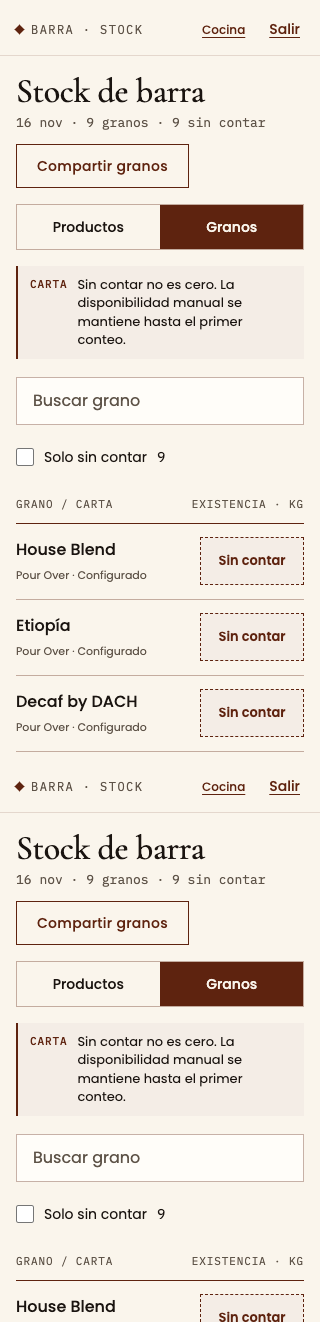 BARRA · STOCK Cocina Salir
Stock de barra
16 nov · 9 granos · 9 sin contar
Compartir granos
Productos Granos
CARTA Sin contar no es cero. La
disponibilidad manual se
mantiene hasta el primer
conteo.
Buscar grano
Solo sin contar 9
GRANO / CARTA EXISTENCIA · KG
House Blend
Pour Over · Configurado
Sin contar
Etiopía
Pour Over · Configurado
Sin contar
Decaf by DACH
Pour Over · Configurado
Sin contar
BARRA · STOCK Cocina Salir
Stock de barra
16 nov · 9 granos · 9 sin contar
Compartir granos
Productos Granos
CARTA Sin contar no es cero. La
disponibilidad manual se
mantiene hasta el primer
conteo.
Buscar grano
Solo sin contar 9
GRANO / CARTA EXISTENCIA · KG
House Blend
Sin contar